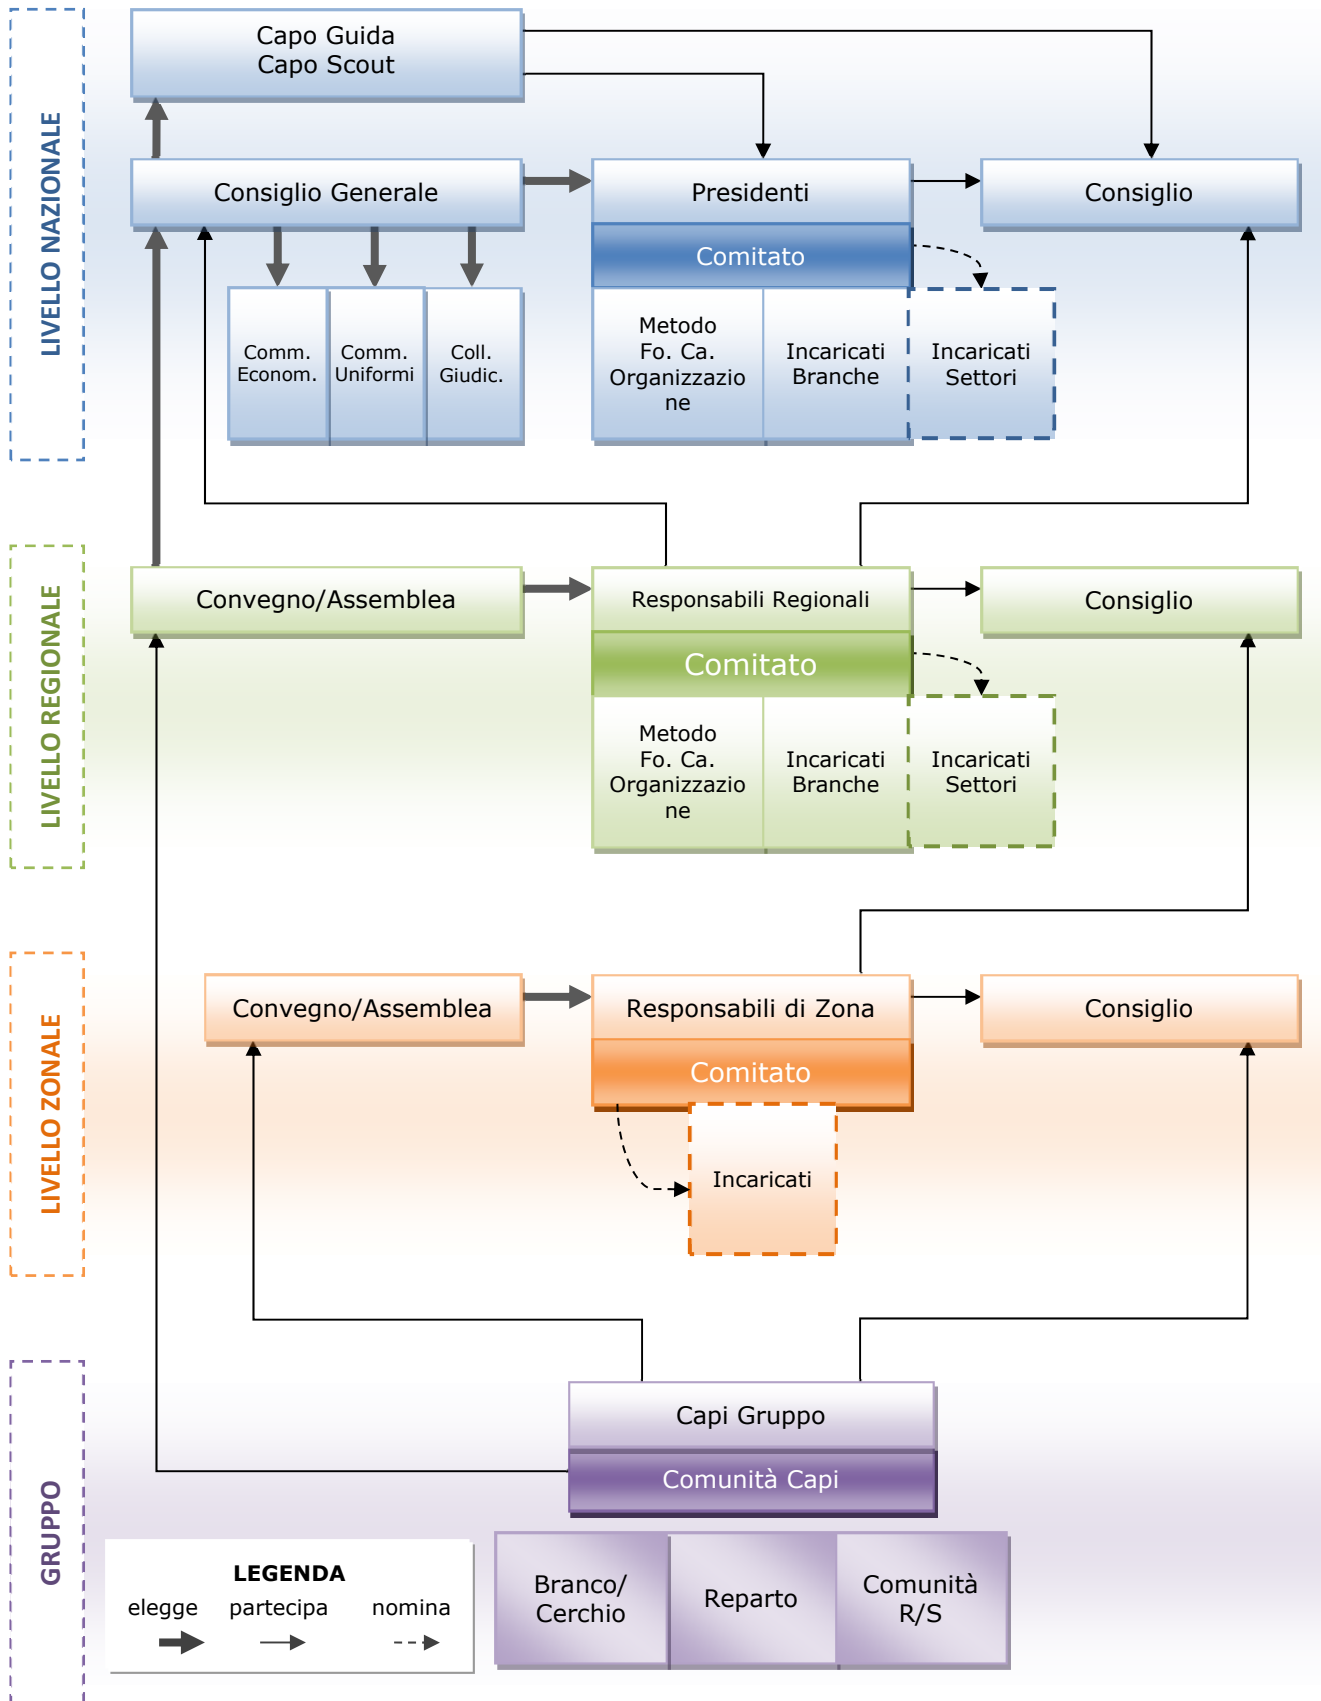 LIVELLO NAZIONALE
Capo Guida
Capo Scout
Consiglio Generale
Presidenti
Consiglio
Comitato
Comm.
Econom.
Comm.
Uniformi
Coll.
Giudic.
Metodo
Fo. Ca.
Organizzazio
ne
Incaricati
Branche
Incaricati
Settori
LIVELLO REGIONALE
Convegno/Assemblea
Responsabili Regionali
Consiglio
Comitato
Metodo
Fo. Ca.
Organizzazio
ne
Incaricati
Branche
Incaricati
Settori
LIVELLO ZONALE
Convegno/Assemblea
Responsabili di Zona
Consiglio
Comitato
Incaricati
GRUPPO
Capi Gruppo
Comunità Capi
Branco/
Cerchio
Reparto
Comunità
R/S
LEGENDA
elegge partecipa nomina